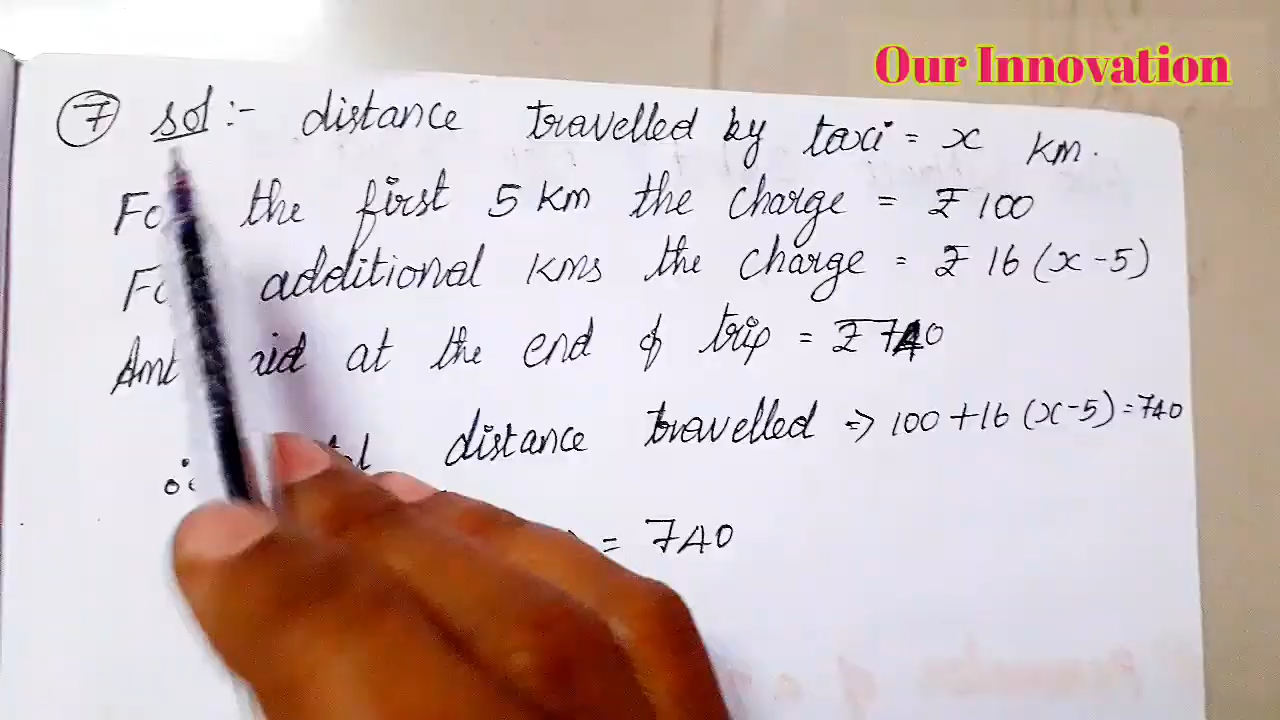 Our Innovation
7 sol :- distance travelled by taxi = x km.
the first 5 km the charge = ₹ 100
additional kms the charge = ₹ 16 (x-5)
Amt at the end of trip = ₹ 740
distance travelled => 100 + 16 (x-5) = 740
= 740